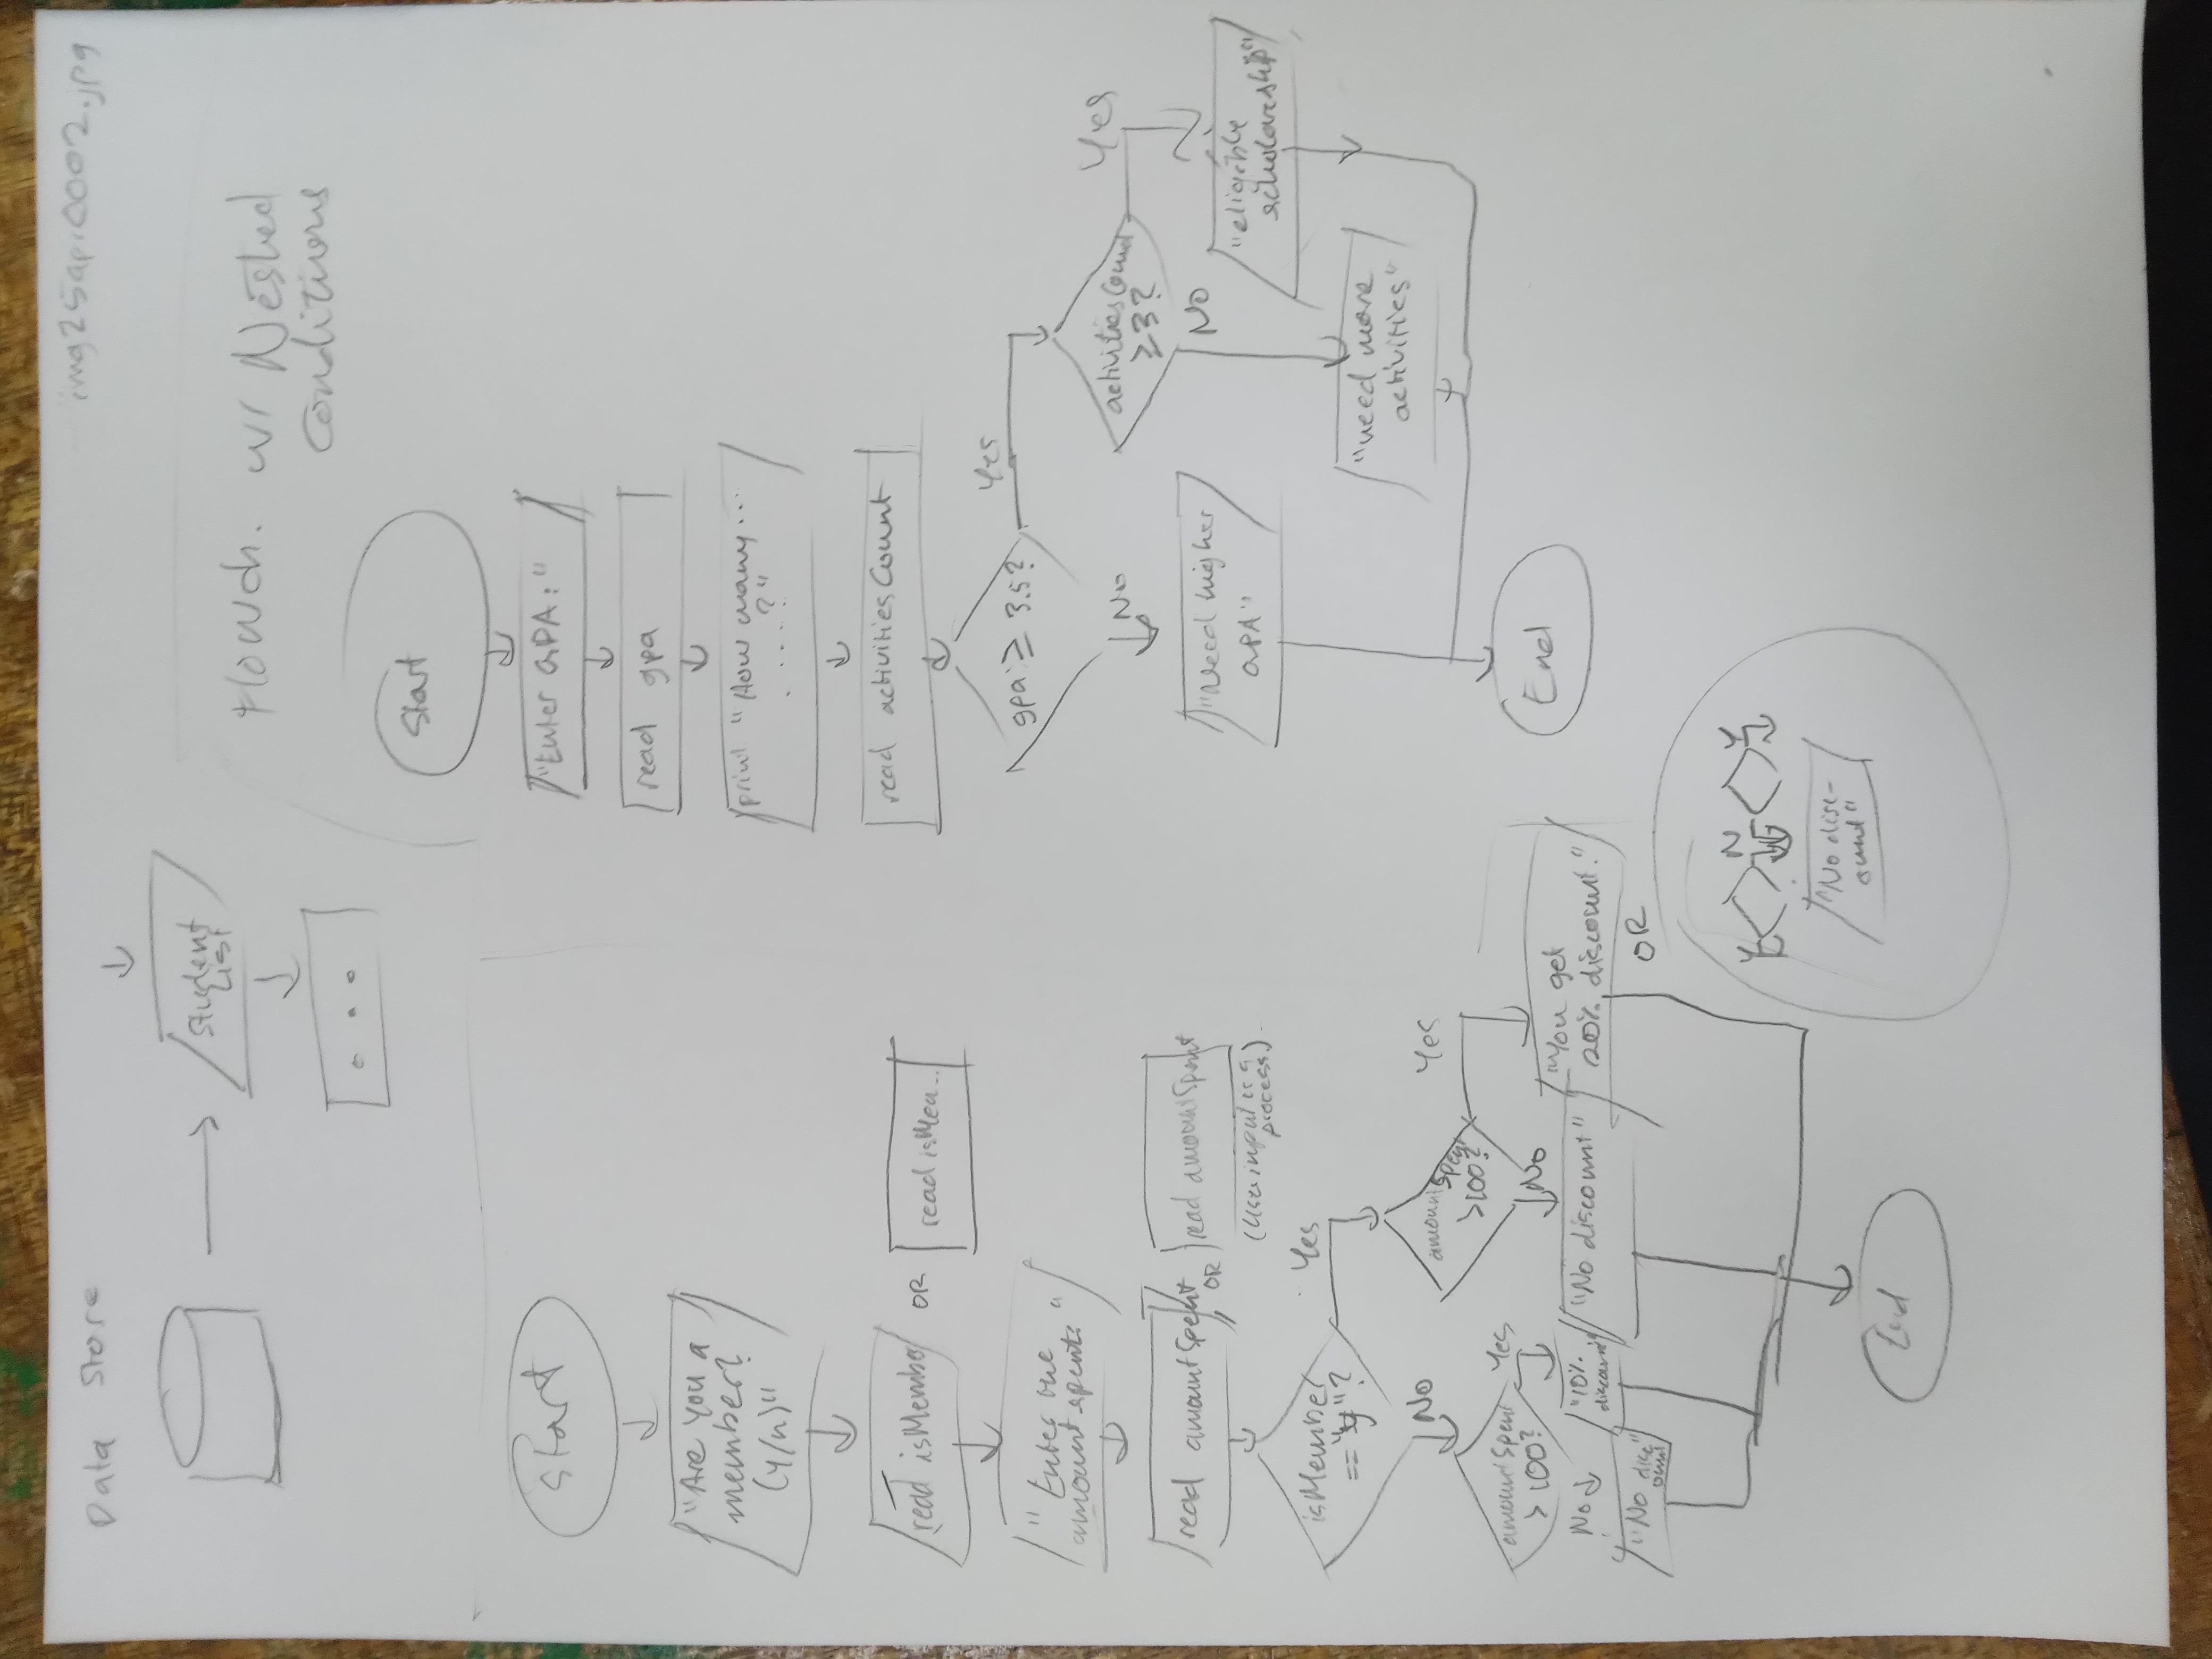 Data Store
img25apr0002.jpg
Student
List
Flowch. w/ Nested
Conditions
Start
"Enter GPA:"
read gpa
print "How many ...
....?"
read activitiesCount
gpa ≥ 3.5?
Yes
No
activitiesCount
≥3?
Yes
NO
"Need higher
GPA"
"eligible
scholarship"
"need more
activities"
End
Start
"Are you a
member?
(y/n)"
read isMember
OR
read isMem..
"Enter the
amount spent:"
read amountSpent
OR
read amountSpent
(User input is a
process.)
isMember
== "y"?
Yes
NO
amountSpent
>100?
Yes
No
amountSpent
> 100?
Yes
No
"10%
discount"
"No discount"
"You get
20% discount."
"No disc
ount"
OR
Y
N
Y
"No disc-
ount"
End